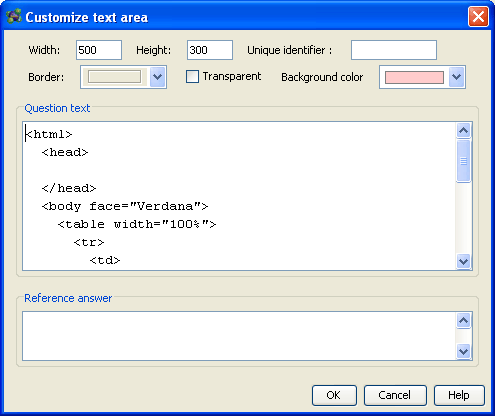 Customize text area
Width: 500 Height: 300 Unique identifier :
Border: Transparent Background color
Question text
<html>
<head>
</head>
<body face="Verdana">
<table width="100%">
<tr>
<td>
Reference answer
OK Cancel Help